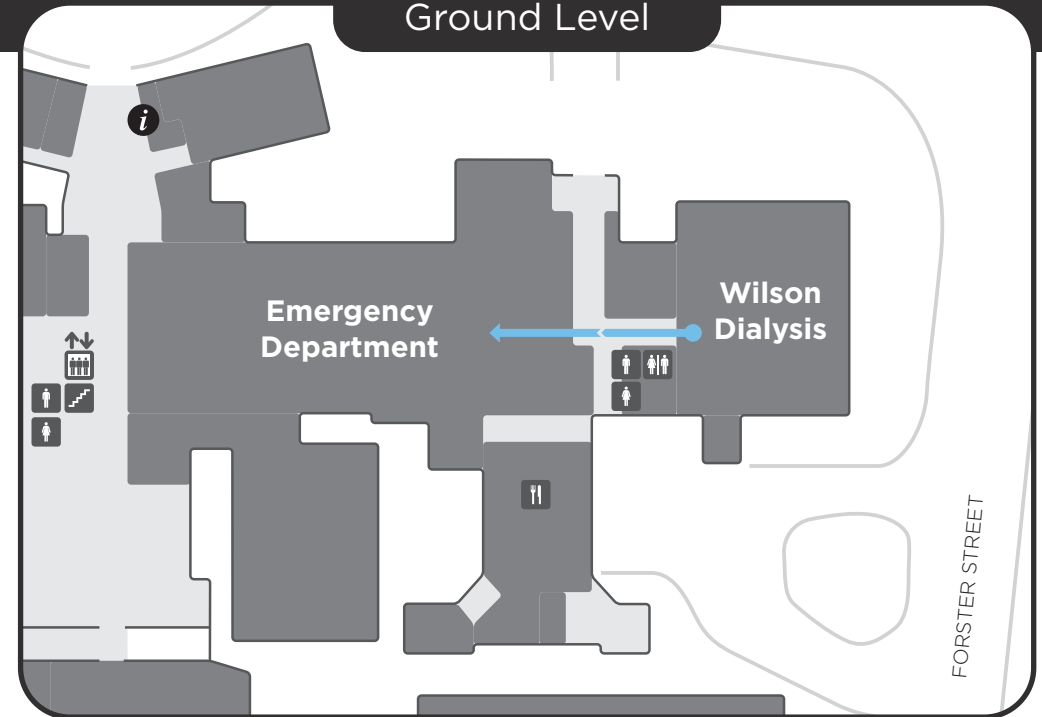 Ground Level
i
Emergency
Department
Wilson
Dialysis
FORSTER STREET